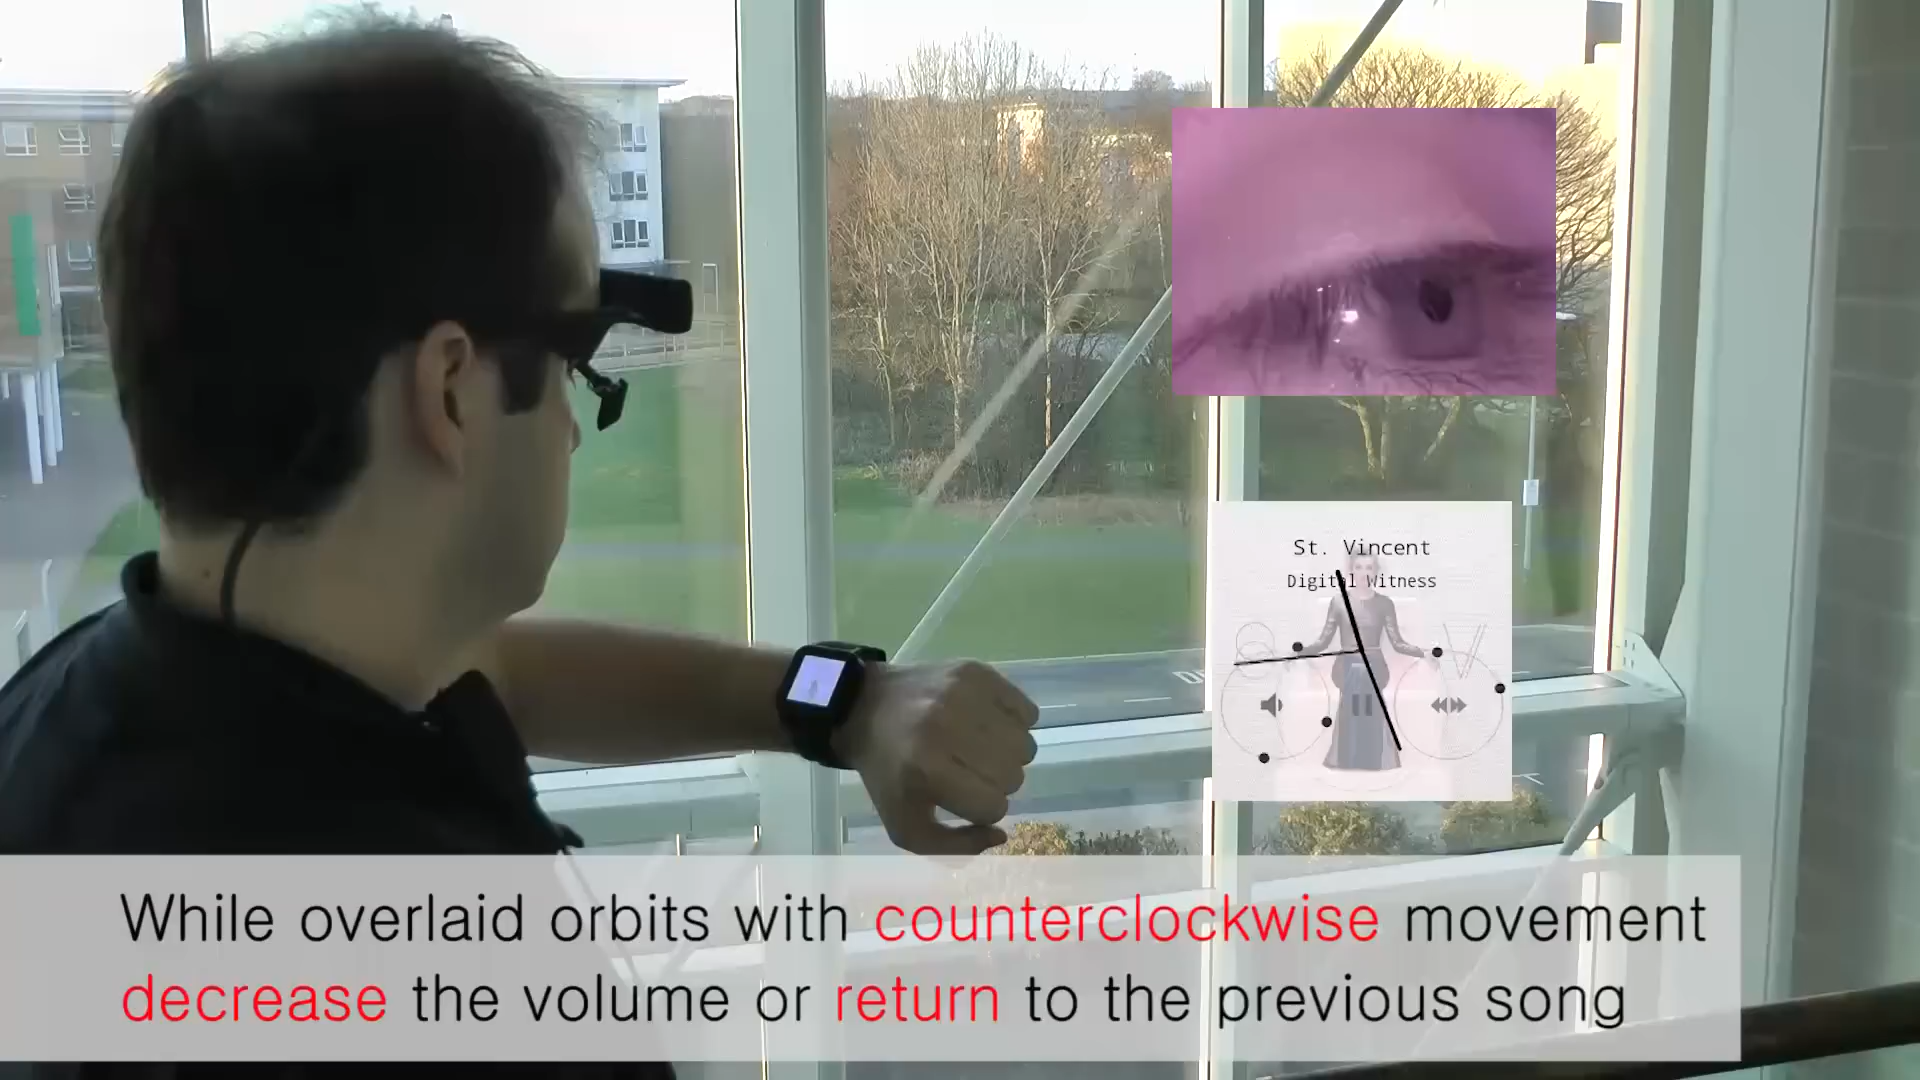 St. Vincent
Digital Witness
While overlaid orbits with counterclockwise movement
decrease the volume or return to the previous song